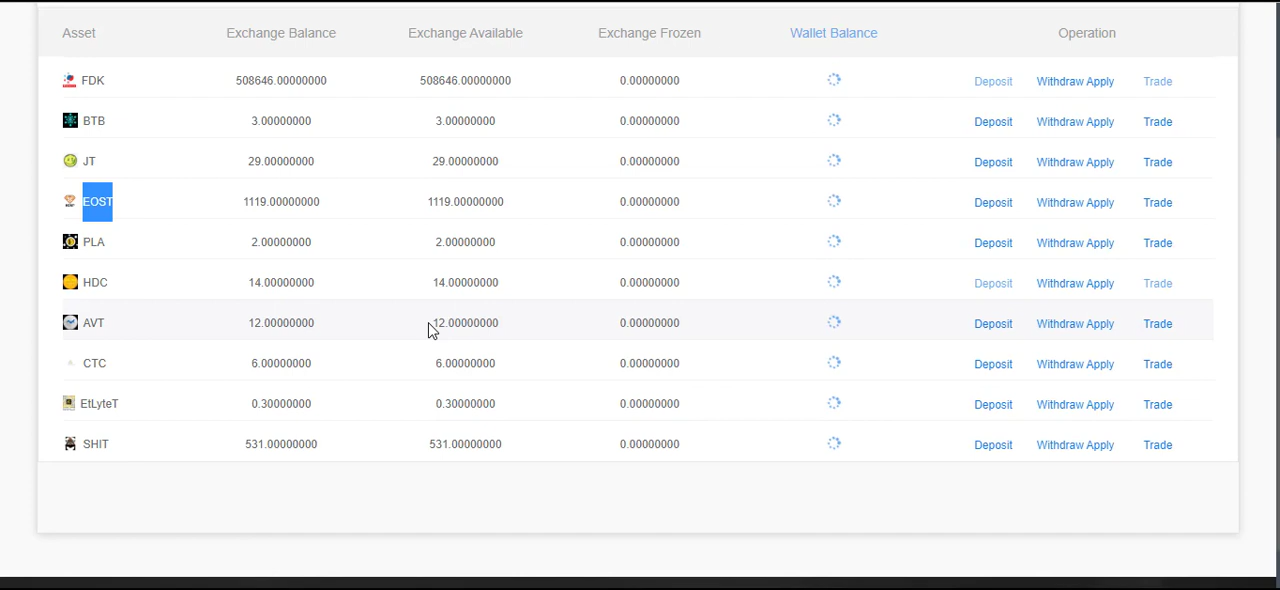 Asset Exchange Balance Exchange Available Exchange Frozen Wallet Balance Operation
FDK 508646.00000000 508646.00000000 0.00000000 Deposit Withdraw Apply Trade
BTB 3.00000000 3.00000000 0.00000000 Deposit Withdraw Apply Trade
JT 29.00000000 29.00000000 0.00000000 Deposit Withdraw Apply Trade
EOST 1119.00000000 1119.00000000 0.00000000 Deposit Withdraw Apply Trade
PLA 2.00000000 2.00000000 0.00000000 Deposit Withdraw Apply Trade
HDC 14.00000000 14.00000000 0.00000000 Deposit Withdraw Apply Trade
AVT 12.00000000 12.00000000 0.00000000 Deposit Withdraw Apply Trade
CTC 6.00000000 6.00000000 0.00000000 Deposit Withdraw Apply Trade
EtLyteT 0.30000000 0.30000000 0.00000000 Deposit Withdraw Apply Trade
SHIT 531.00000000 531.00000000 0.00000000 Deposit Withdraw Apply Trade